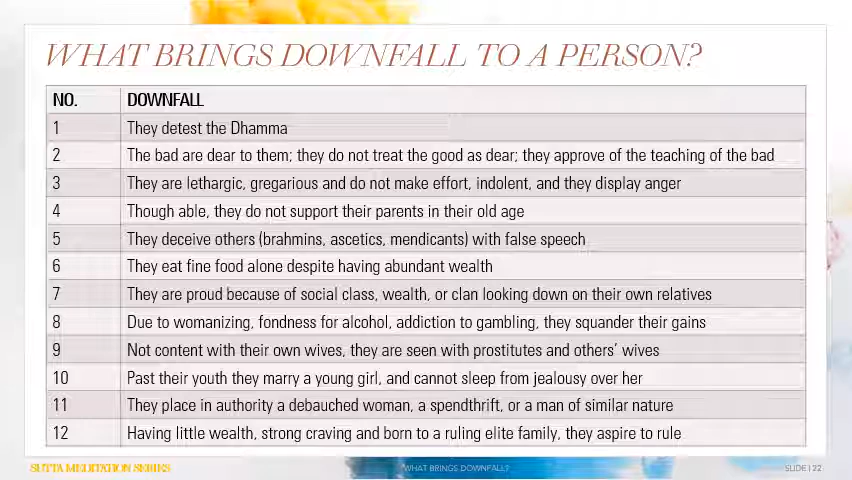 WHAT BRINGS DOWNFALL TO A PERSON?
NO. DOWNFALL
1 They detest the Dhamma
2 The bad are dear to them; they do not treat the good as dear; they approve of the teaching of the bad
3 They are lethargic, gregarious and do not make effort, indolent, and they display anger
4 Though able, they do not support their parents in their old age
5 They deceive others (brahmins, ascetics, mendicants) with false speech
6 They eat fine food alone despite having abundant wealth
7 They are proud because of social class, wealth, or clan looking down on their own relatives
8 Due to womanizing, fondness for alcohol, addiction to gambling, they squander their gains
9 Not content with their own wives, they are seen with prostitutes and others' wives
10 Past their youth they marry a young girl, and cannot sleep from jealousy over her
11 They place in authority a debauched woman, a spendthrift, or a man of similar nature
12 Having little wealth, strong craving and born to a ruling elite family, they aspire to rule
SUTTA MEDITATION SERIES WHAT BRINGS DOWNFALL? SLIDE | 22